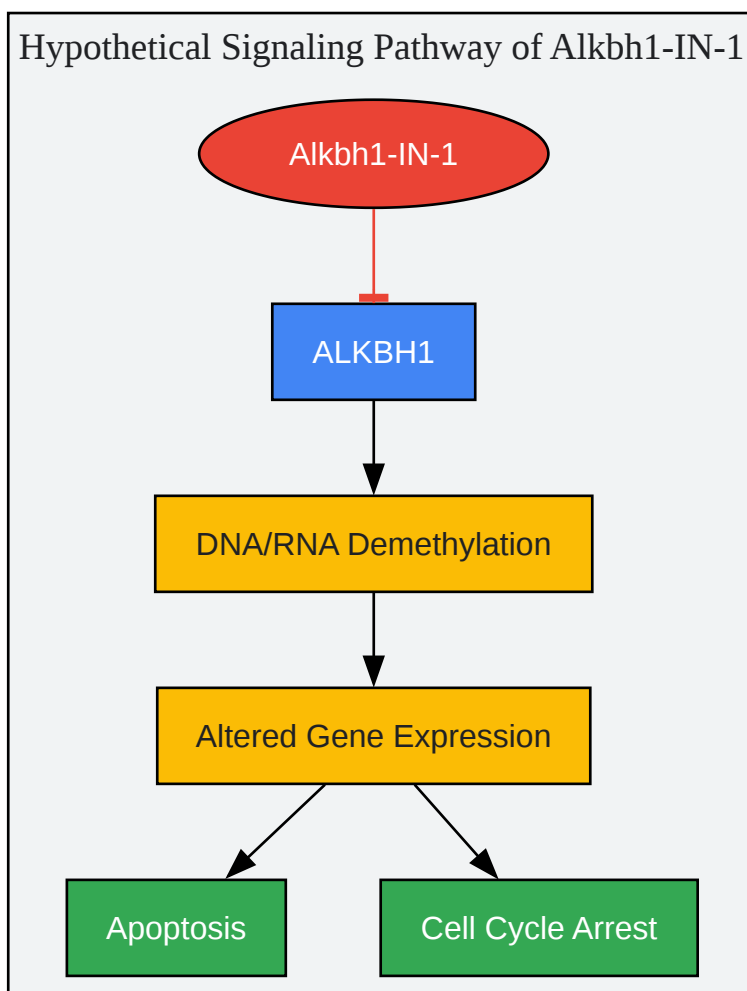 Hypothetical Signaling Pathway of Alkbh1-IN-1
Alkbh1-IN-1
ALKBH1
DNA/RNA Demethylation
Altered Gene Expression
Apoptosis
Cell Cycle Arrest